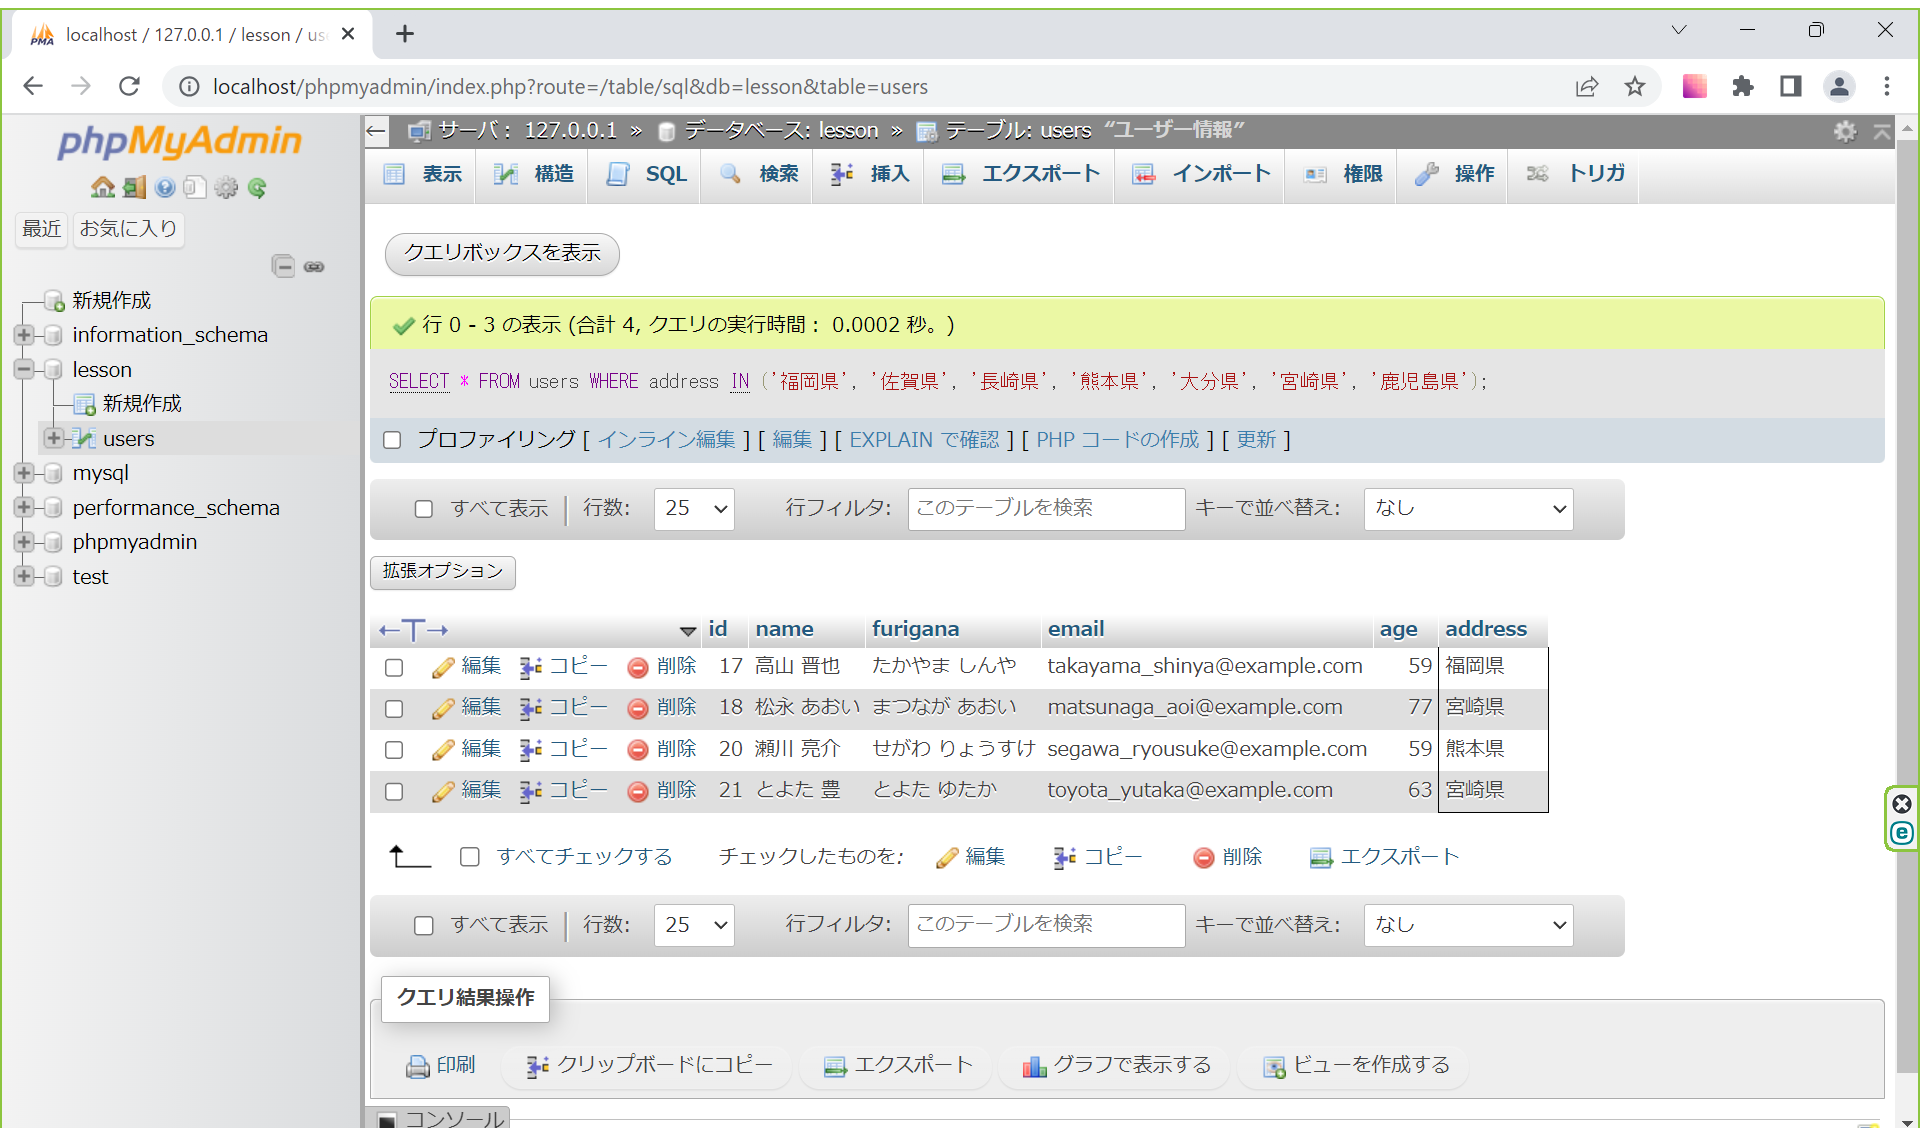 localhost / 127.0.0.1 / lesson / us
localhost/phpmyadmin/index.php?route=/table/sql&db=lesson&table=users
phpMyAdmin
最近 お気に入り
新規作成
information_schema
lesson
新規作成
users
mysql
performance_schema
phpmyadmin
test
サーバ: 127.0.0.1 » データベース: lesson » テーブル: users "ユーザー情報"
表示 構造 SQL 検索 挿入 エクスポート インポート 権限 操作 トリガ
クエリボックスを表示
行 0 - 3 の表示 (合計 4, クエリの実行時間: 0.0002 秒。)
SELECT * FROM users WHERE address IN ('福岡県', '佐賀県', '長崎県', '熊本県', '大分県', '宮崎県', '鹿児島県');
プロファイリング [ インライン編集 ] [ 編集 ] [ EXPLAIN で確認 ] [ PHP コードの作成 ] [ 更新 ]
すべて表示 行数: 25 行フィルタ: このテーブルを検索 キーで並べ替え: なし
拡張オプション
←T→ id name furigana email age address
編集 コピー 削除 17 高山 晋也 たかやま しんや takayama_shinya@example.com 59 福岡県
編集 コピー 削除 18 松永 あおい まつなが あおい matsunaga_aoi@example.com 77 宮崎県
編集 コピー 削除 20 瀬川 亮介 せがわ りょうすけ segawa_ryousuke@example.com 59 熊本県
編集 コピー 削除 21 とよた 豊 とよた ゆたか toyota_yutaka@example.com 63 宮崎県
すべてチェックする チェックしたものを: 編集 コピー 削除 エクスポート
すべて表示 行数: 25 行フィルタ: このテーブルを検索 キーで並べ替え: なし
クエリ結果操作
印刷 クリップボードにコピー エクスポート グラフで表示する ビューを作成する
コンソール